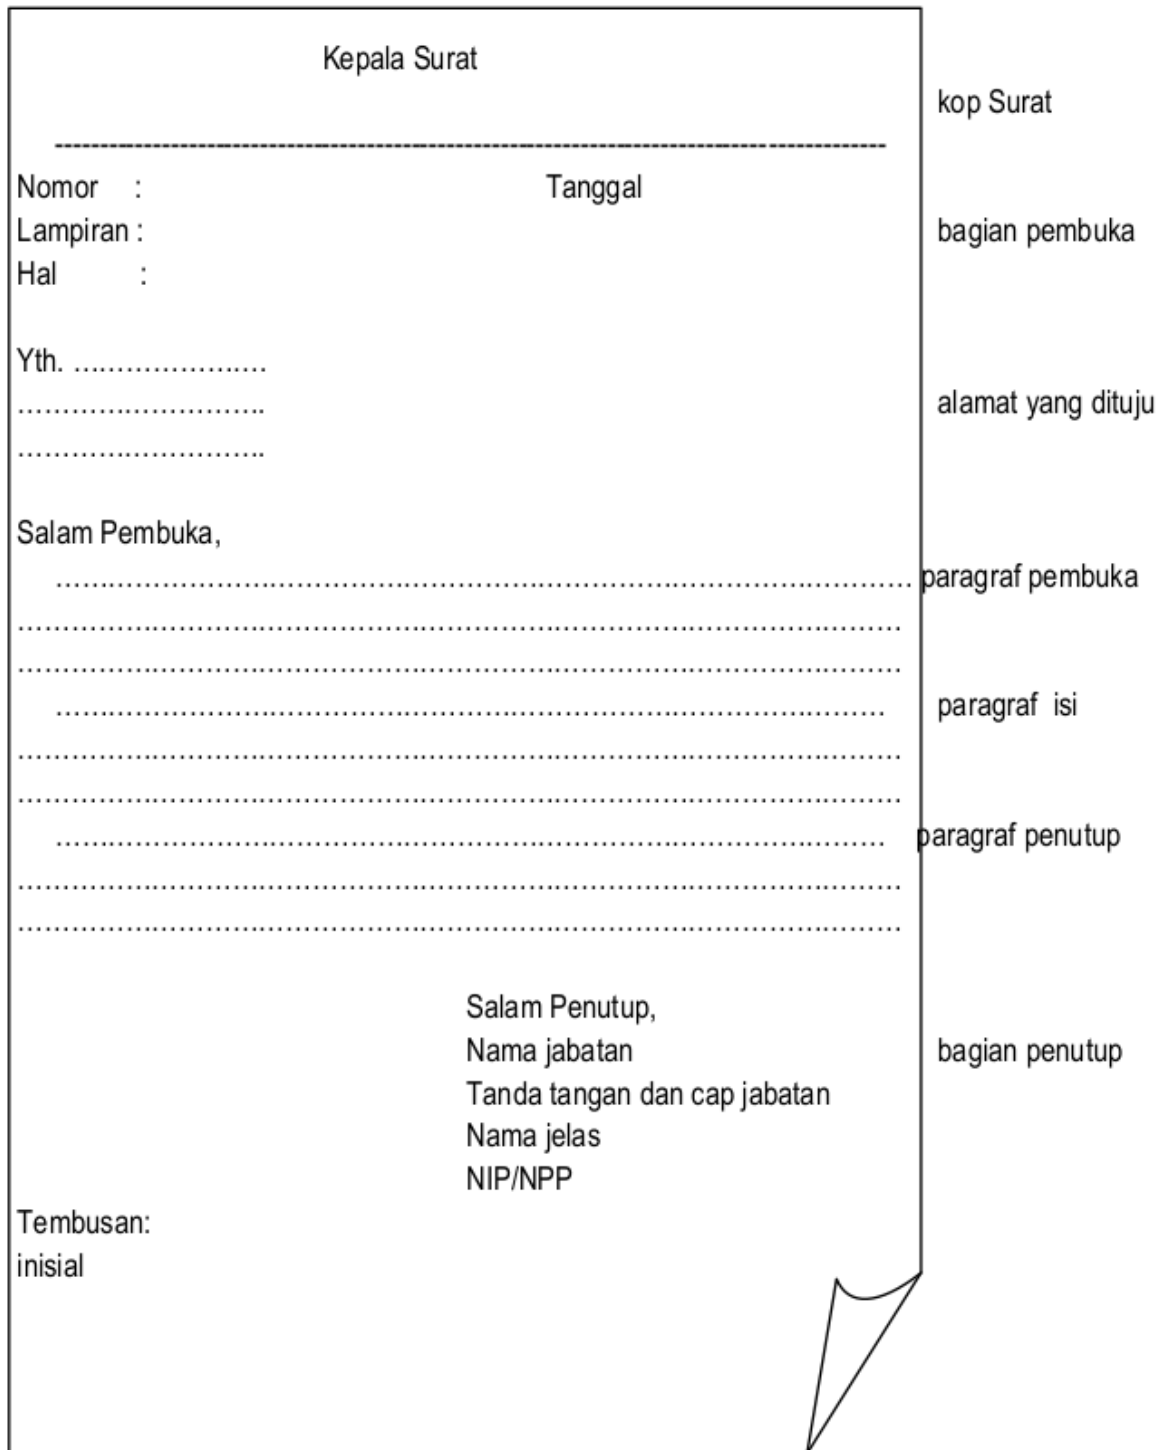 Kepala Surat
kop Surat
--------------------------------------------------------------------------------------------
Nomor : Tanggal
Lampiran : bagian pembuka
Hal :
Yth. ......................
............................. alamat yang dituju
.............................
Salam Pembuka,
.................................................................................................... paragraf pembuka
........................................................................................................
........................................................................................................
................................................................................................. paragraf isi
........................................................................................................
........................................................................................................
................................................................................................. paragraf penutup
........................................................................................................
........................................................................................................
Salam Penutup,
Nama jabatan bagian penutup
Tanda tangan dan cap jabatan
Nama jelas
NIP/NPP
Tembusan:
inisial